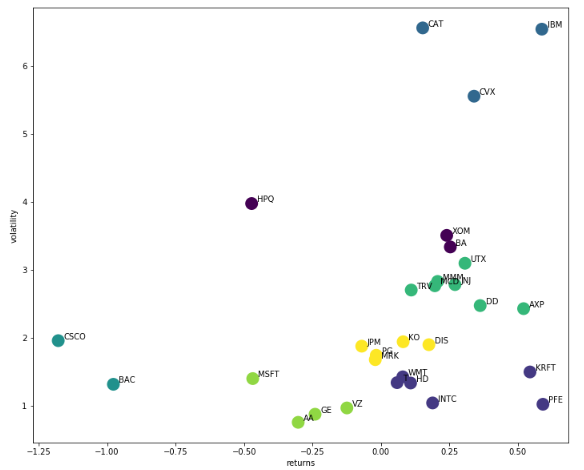 CAT
IBM
6
CVX
5
HPQ
4
XOM
BA
UTX
3
MMM
MCD
JNJ
TRV
DD
AXP
CSCO
2
KO
DIS
JPM
PG
MRK
KRFT
MSFT
WMT
T
HD
BAC
INTC
PFE
1
VZ
GE
AA
volatility
−1.25
−1.00
−0.75
−0.50
−0.25
0.00
0.25
0.50
returns